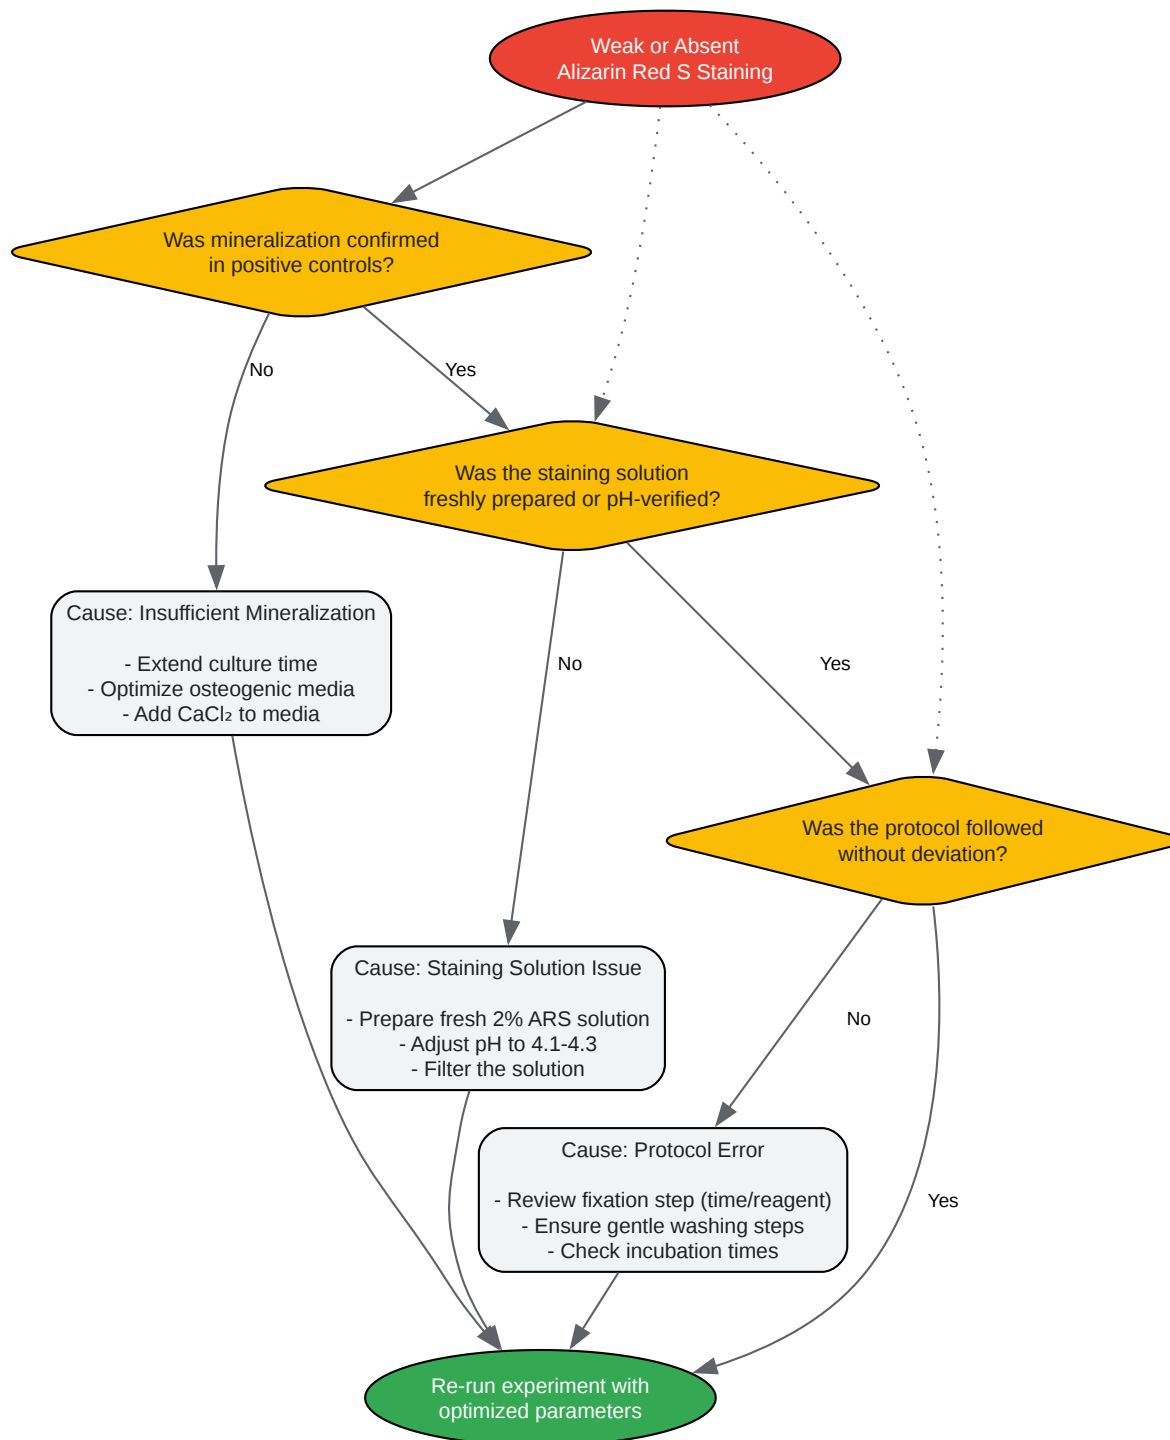 Weak or Absent
Alizarin Red S Staining
Was mineralization confirmed
in positive controls?
No
Yes
Was the staining solution
freshly prepared or pH-verified?
Cause: Insufficient Mineralization
- Extend culture time
- Optimize osteogenic media
- Add CaCl₂ to media
No
Yes
Was the protocol followed
without deviation?
Cause: Staining Solution Issue
- Prepare fresh 2% ARS solution
- Adjust pH to 4.1-4.3
- Filter the solution
No
Cause: Protocol Error
- Review fixation step (time/reagent)
- Ensure gentle washing steps
- Check incubation times
Yes
Re-run experiment with
optimized parameters